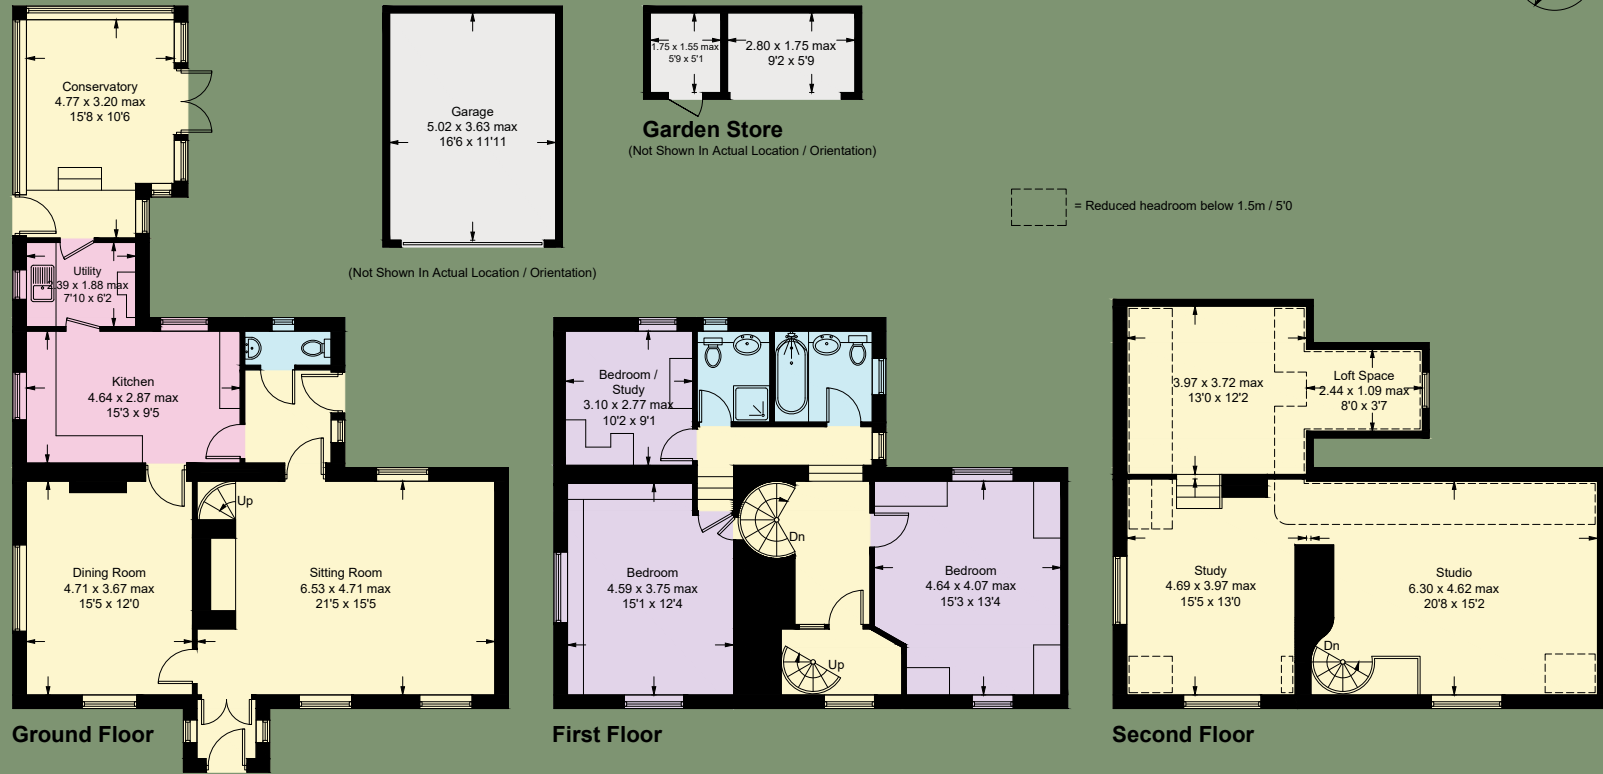 Conservatory
4.77 x 3.20 max
15'8 x 10'6
Garage
5.02 x 3.63 max
16'6 x 11'11
(Not Shown In Actual Location / Orientation)
1.75 x 1.55 max
5'9 x 5'1
2.80 x 1.75 max
9'2 x 5'9
Garden Store
(Not Shown In Actual Location / Orientation)
= Reduced headroom below 1.5m / 5'0
Utility
2.39 x 1.88 max
7'10 x 6'2
Kitchen
4.64 x 2.87 max
15'3 x 9'5
Up
Dining Room
4.71 x 3.67 max
15'5 x 12'0
Sitting Room
6.53 x 4.71 max
21'5 x 15'5
Ground Floor
Bedroom /
Study
3.10 x 2.77 max
10'2 x 9'1
Dn
Bedroom
4.59 x 3.75 max
15'1 x 12'4
Bedroom
4.64 x 4.07 max
15'3 x 13'4
Up
First Floor
3.97 x 3.72 max
13'0 x 12'2
Loft Space
2.44 x 1.09 max
8'0 x 3'7
Study
4.69 x 3.97 max
15'5 x 13'0
Studio
6.30 x 4.62 max
20'8 x 15'2
Dn
Second Floor